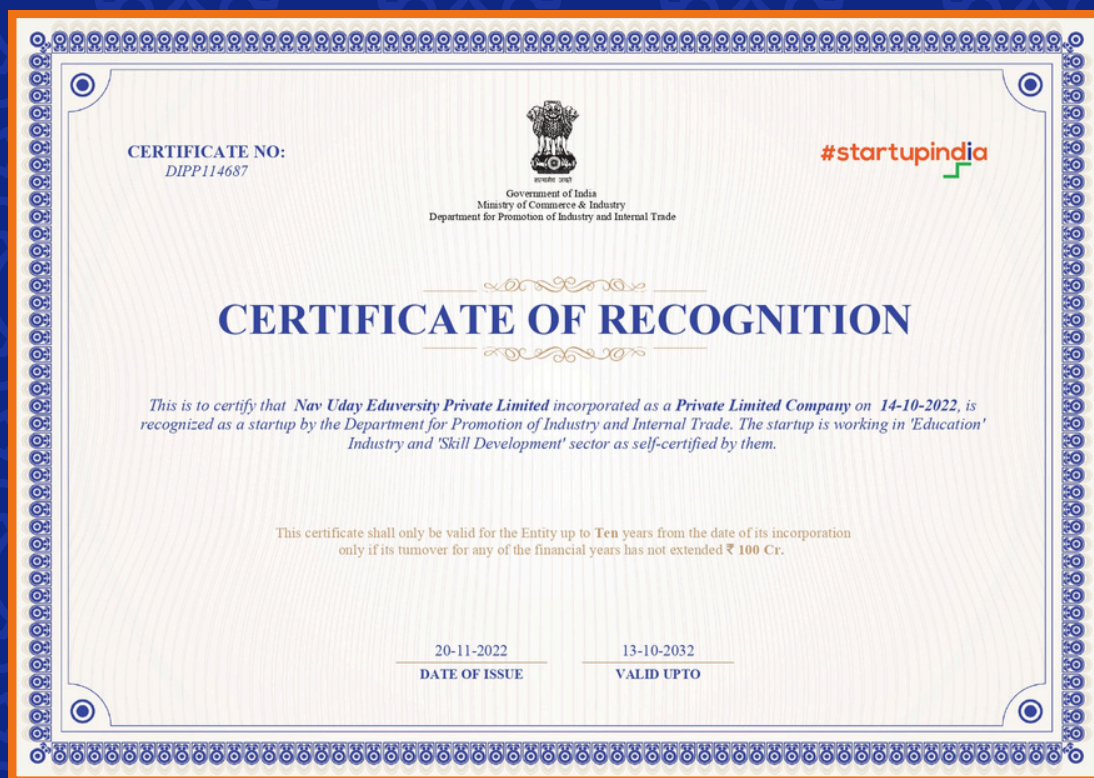 CERTIFICATE NO:
DIPP114687
सत्यमेव जयते
Government of India
Ministry of Commerce & Industry
Department for Promotion of Industry and Internal Trade
#startupindia
CERTIFICATE OF RECOGNITION
This is to certify that Nav Uday Eduversity Private Limited incorporated as a Private Limited Company on 14-10-2022, is
recognized as a startup by the Department for Promotion of Industry and Internal Trade. The startup is working in 'Education'
Industry and 'Skill Development' sector as self-certified by them.
This certificate shall only be valid for the Entity up to Ten years from the date of its incorporation
only if its turnover for any of the financial years has not extended ₹ 100 Cr.
20-11-2022
DATE OF ISSUE
13-10-2032
VALID UPTO